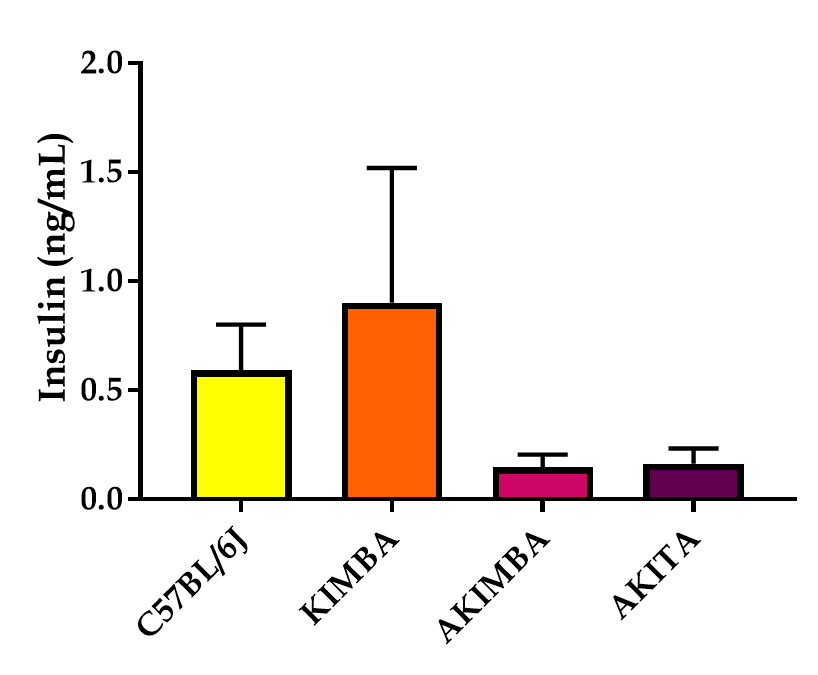 Insulin (ng/mL)
2.0
1.5
1.0
0.5
0.0
C57BL/6J
KIMBA
AKIMBA
AKITA